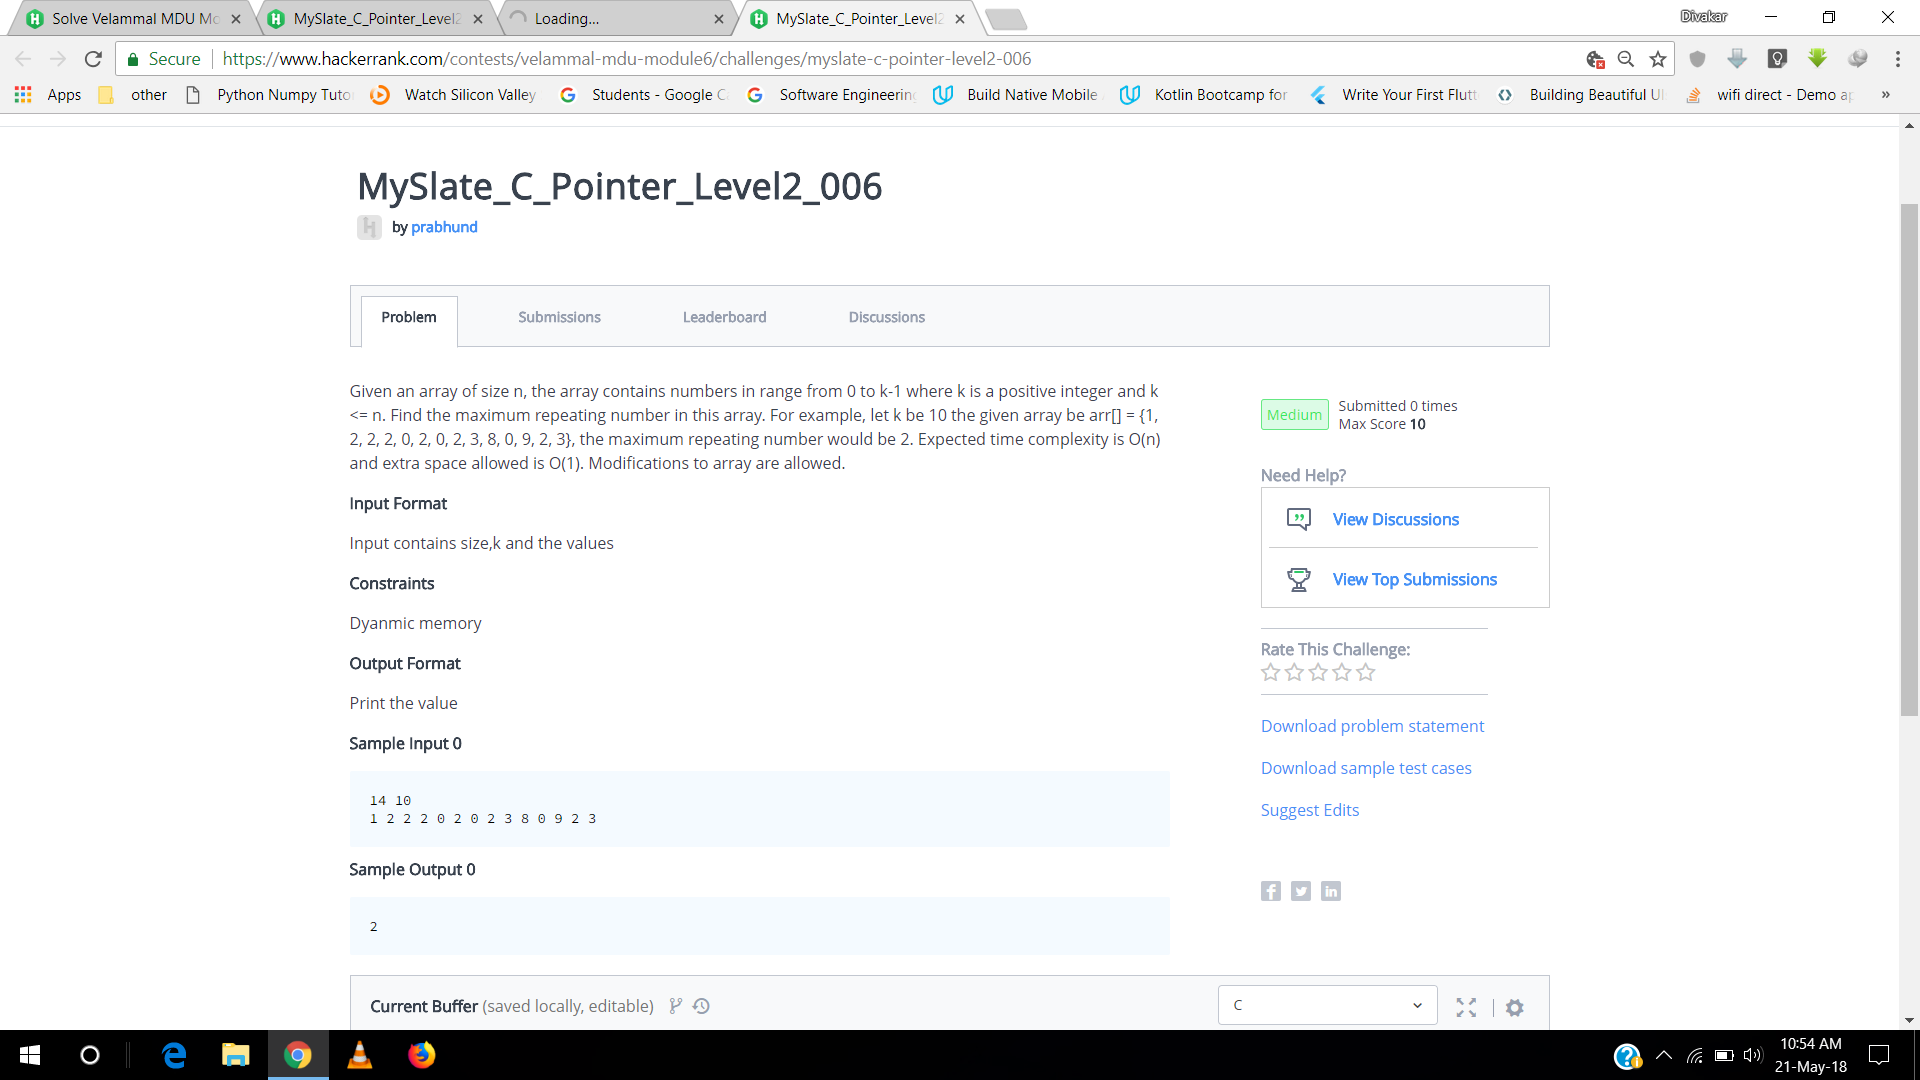 Solve Velammal MDU Mo
MySlate_C_Pointer_Level2
Loading...
MySlate_C_Pointer_Level2
Divakar
Secure
https://www.hackerrank.com/contests/velammal-mdu-module6/challenges/myslate-c-pointer-level2-006
Apps
other
Python Numpy Tuto
Watch Silicon Valley
Students - Google C
Software Engineering
Build Native Mobile
Kotlin Bootcamp for
Write Your First Flutt
Building Beautiful UI
wifi direct - Demo ap
»
MySlate_C_Pointer_Level2_006
by prabhund
Problem
Submissions
Leaderboard
Discussions
Given an array of size n, the array contains numbers in range from 0 to k-1 where k is a positive integer and k
<= n. Find the maximum repeating number in this array. For example, let k be 10 the given array be arr[] = {1,
2, 2, 2, 0, 2, 0, 2, 3, 8, 0, 9, 2, 3}, the maximum repeating number would be 2. Expected time complexity is O(n)
and extra space allowed is O(1). Modifications to array are allowed.
Input Format
Input contains size,k and the values
Constraints
Dyanmic memory
Output Format
Print the value
Sample Input 0
14 10
1 2 2 2 0 2 0 2 3 8 0 9 2 3
Sample Output 0
2
Medium
Submitted 0 times
Max Score 10
Need Help?
View Discussions
View Top Submissions
Rate This Challenge:
Download problem statement
Download sample test cases
Suggest Edits
Current Buffer (saved locally, editable)
C
10:54 AM
21-May-18